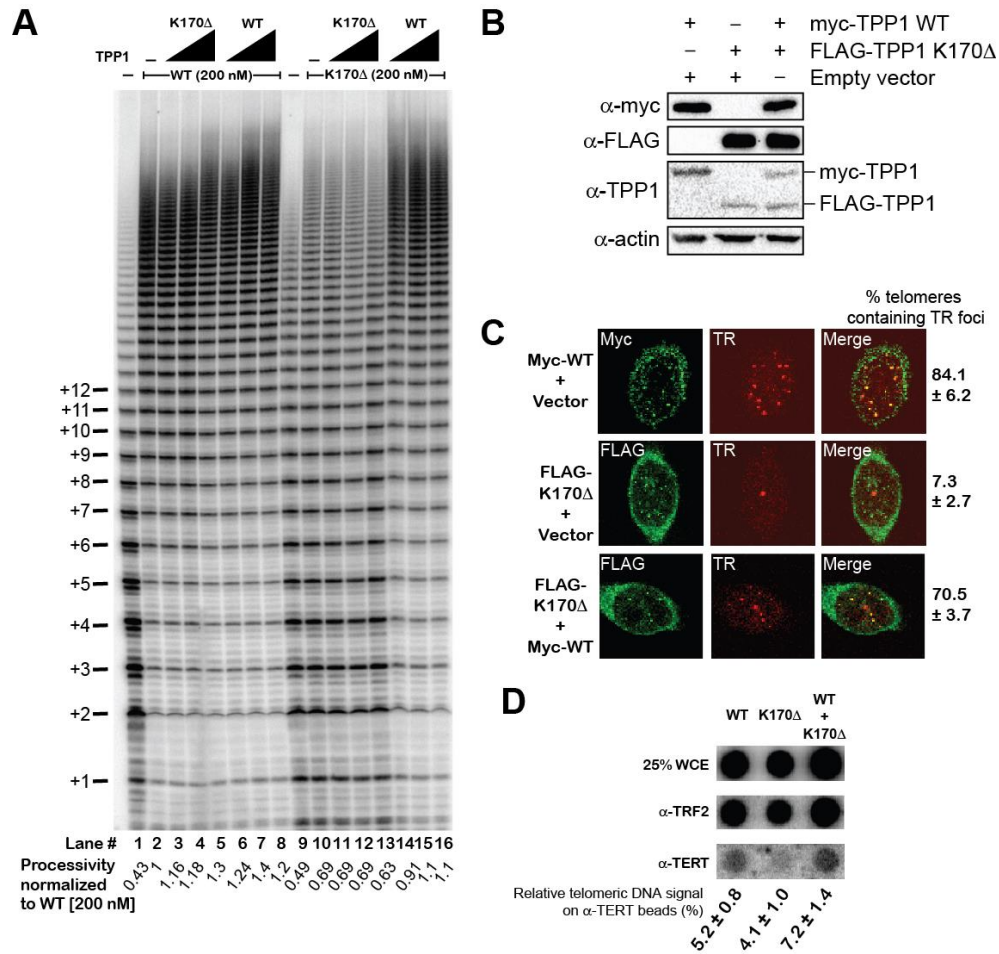 A
K170Δ WT K170Δ WT
TPP1 – –
– WT (200 nM) – K170Δ (200 nM)
+12
+11
+10
+9
+8
+7
+6
+5
+4
+3
+2
+1
Lane # 1 2 3 4 5 6 7 8 9 10 11 12 13 14 15 16
Processivity
normalized
to WT [200 nM]
0.43 1 1.16 1.18 1.3 1.24 1.4 1.2 0.49 0.69 0.69 0.69 0.63 0.91 1.1 1.1
B
+ – + myc-TPP1 WT
– + + FLAG-TPP1 K170Δ
+ + – Empty vector
α-myc
α-FLAG
α-TPP1
myc-TPP1
FLAG-TPP1
α-actin
C
% telomeres
containing TR foci
Myc-WT
+
Vector
Myc TR Merge
84.1
± 6.2
FLAG-
K170Δ
+
Vector
FLAG TR Merge
7.3
± 2.7
FLAG-
K170Δ
+
Myc-WT
FLAG TR Merge
70.5
± 3.7
D
WT K170Δ WT
+
K170Δ
25% WCE
α-TRF2
α-TERT
Relative telomeric DNA signal
on α-TERT beads (%)
5.2 ± 0.8 4.1 ± 1.0 7.2 ± 1.4